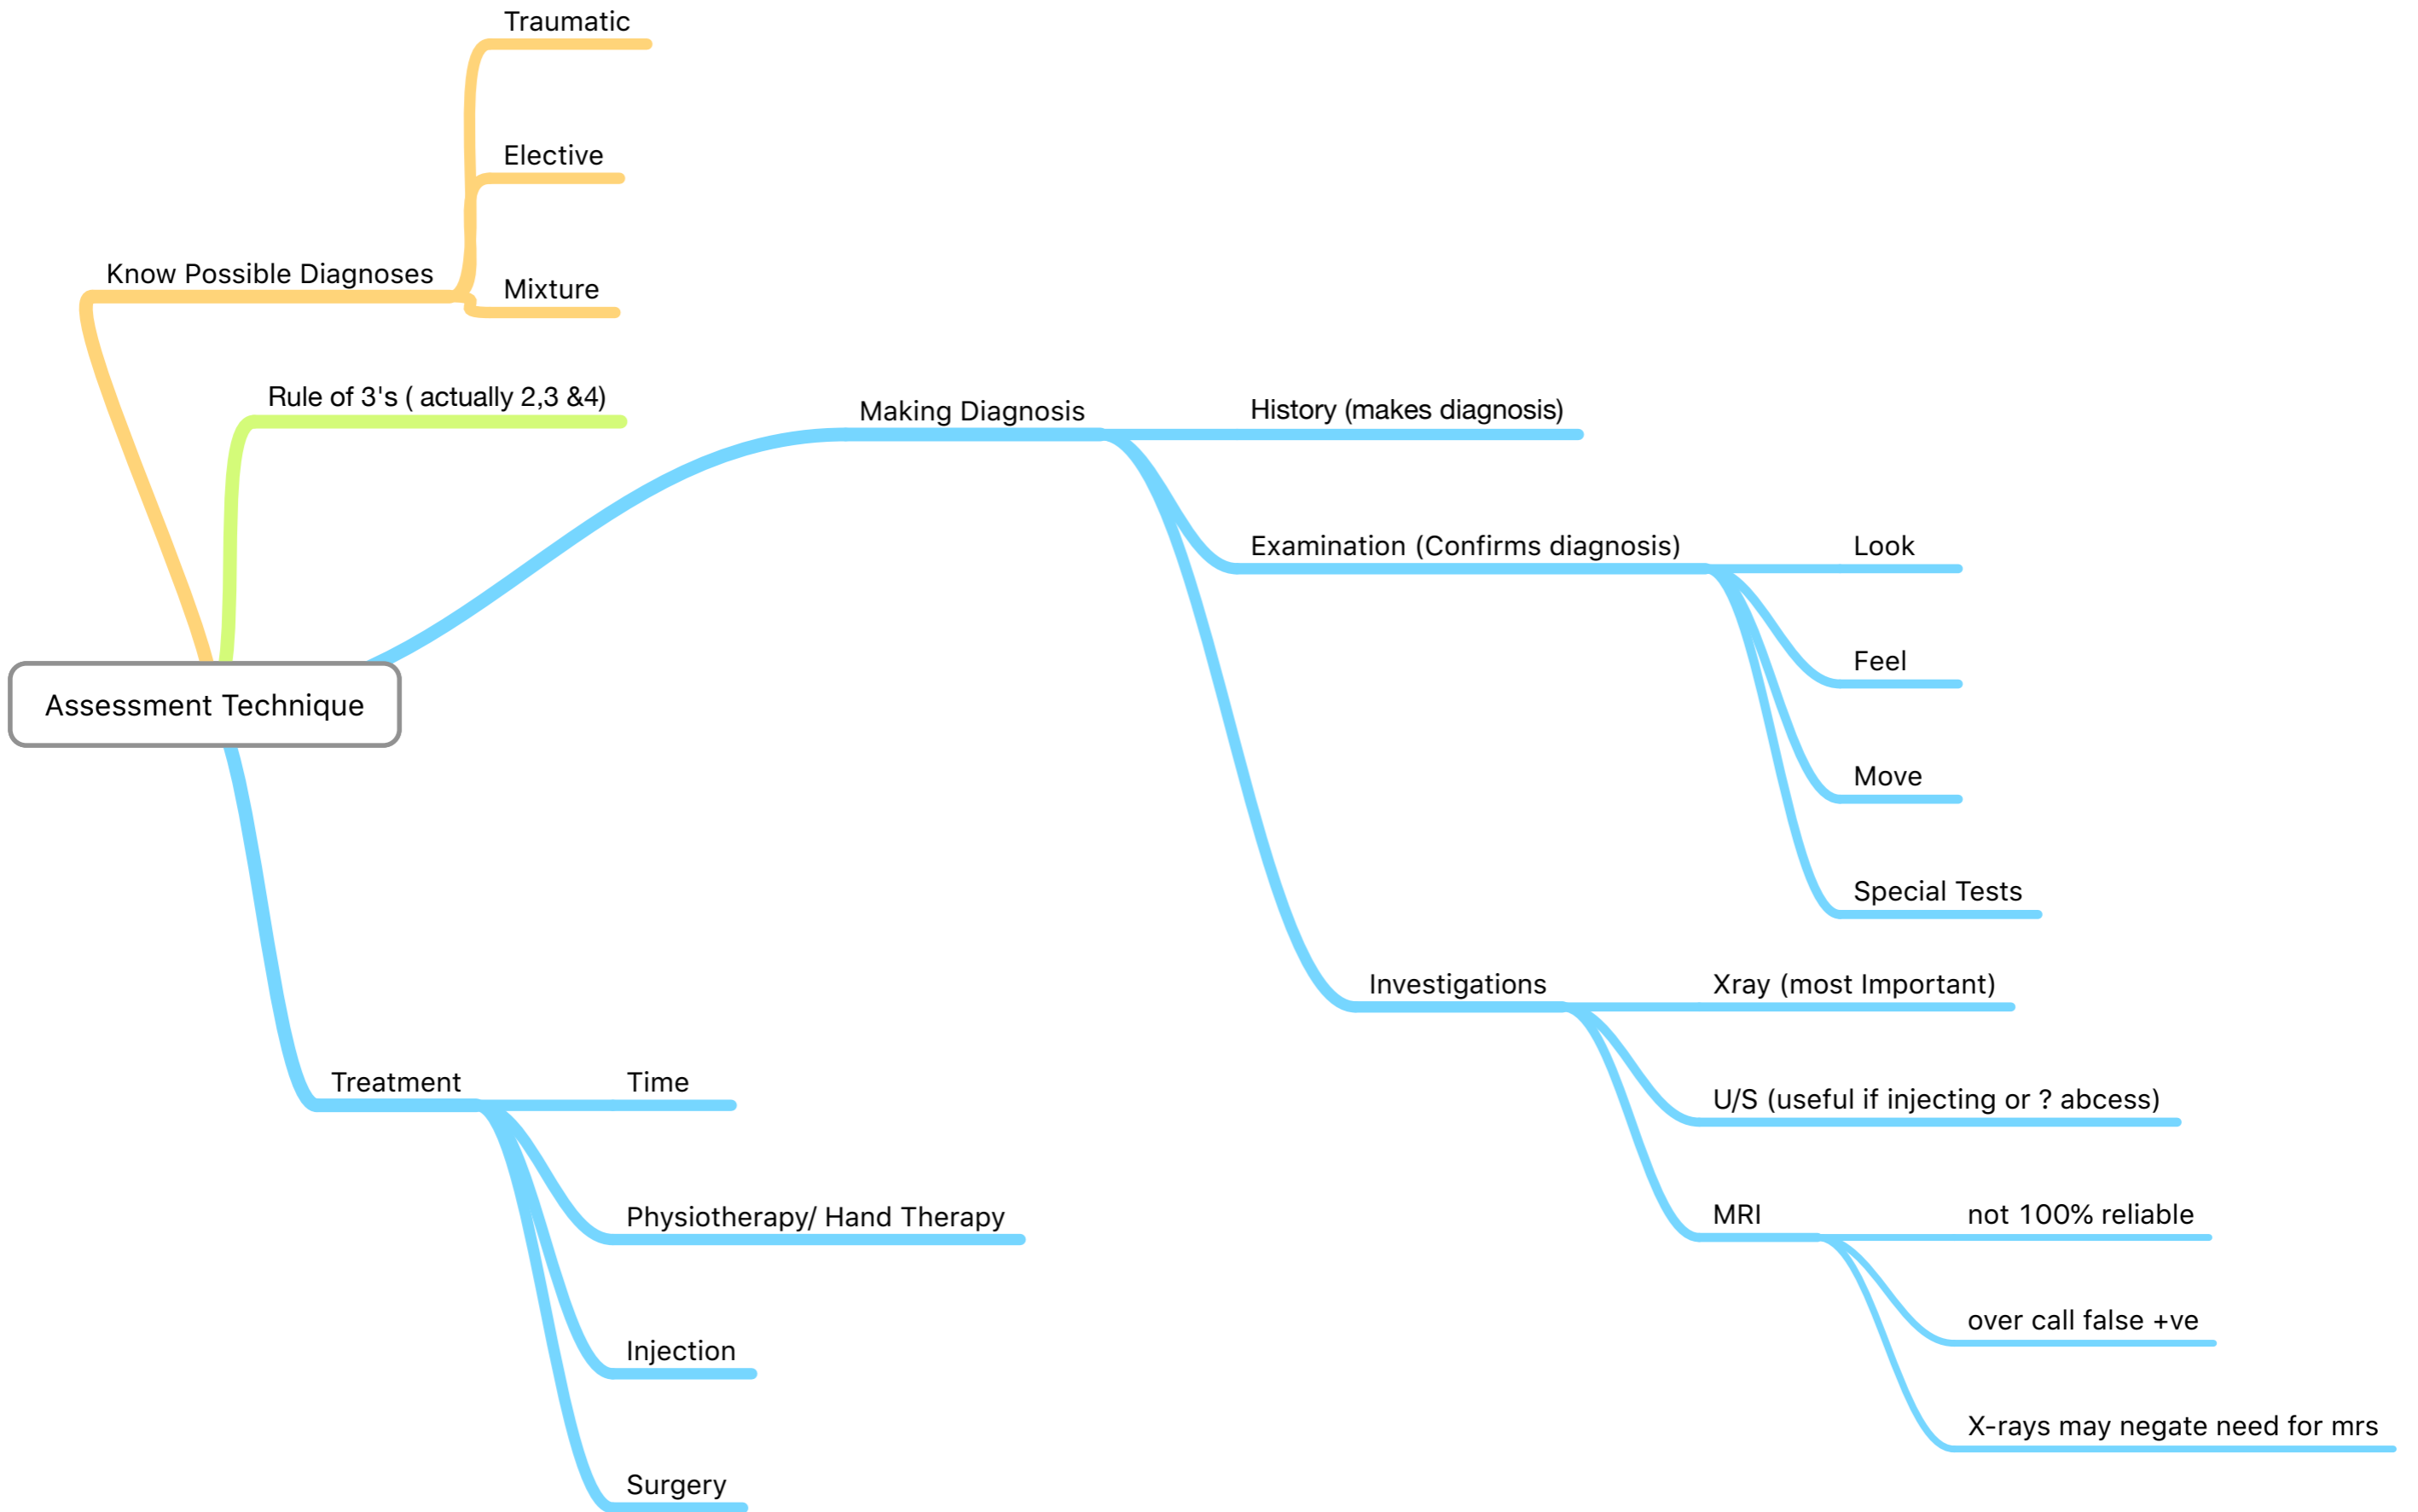 Traumatic
Elective
Know Possible Diagnoses
Mixture
Rule of 3's ( actually 2,3 &4)
Making Diagnosis
History (makes diagnosis)
Examination (Confirms diagnosis)
Look
Feel
Move
Special Tests
Assessment Technique
Investigations
Xray (most Important)
U/S (useful if injecting or ? abcess)
MRI
not 100% reliable
over call false +ve
X-rays may negate need for mrs
Treatment
Time
Physiotherapy/ Hand Therapy
Injection
Surgery